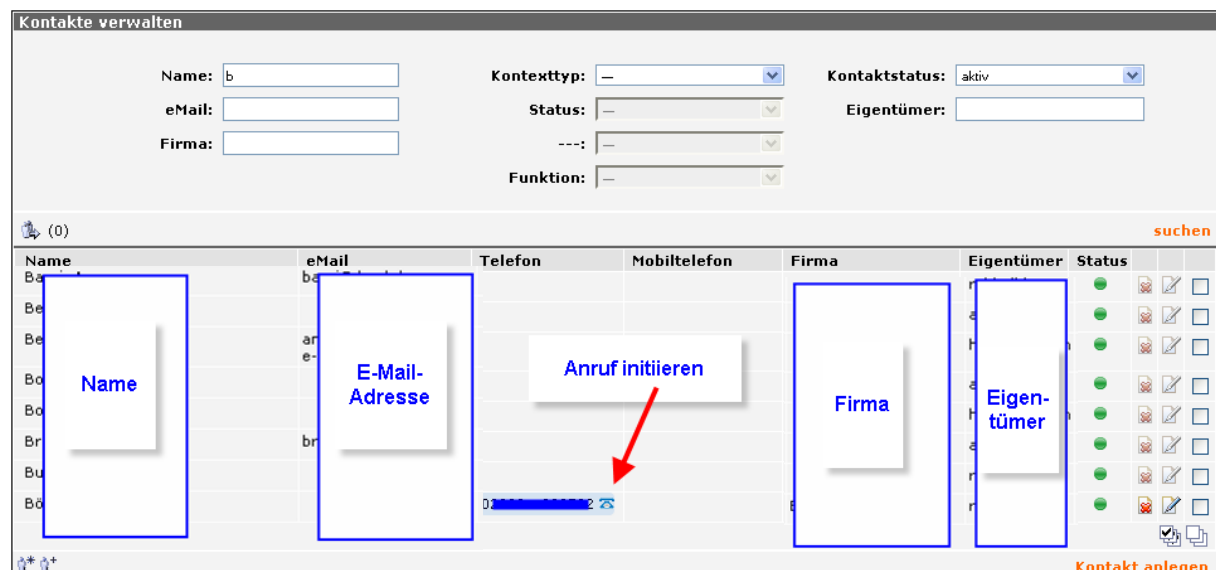 Kontakte verwalten
Name: b Kontexttyp: — Kontaktstatus: aktiv
eMail: Status: — Eigentümer:
Firma: ---: —
Funktion: —
(0) suchen
Name eMail Telefon Mobiltelefon Firma Eigentümer Status
Name
E-Mail-
Adresse
Anruf initiieren
Firma
Eigen-
tümer
Kontakt anlegen